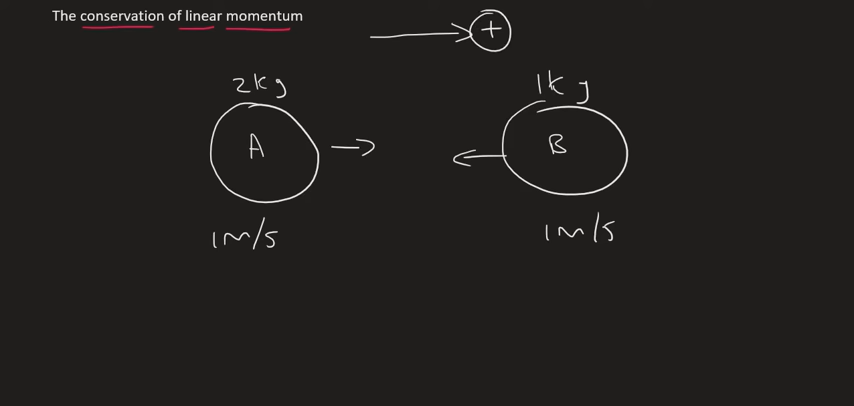 The conservation of linear momentum
+
2kg
1kg
A
B
1m/s
1m/s